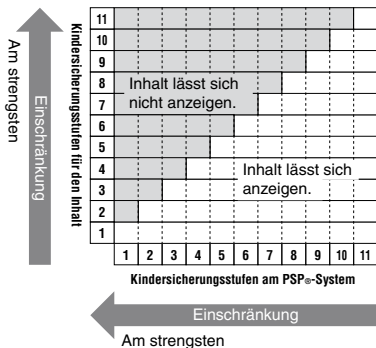 Am strengsten
Einschränkung
Kindersicherungsstufen für den Inhalt
11
10
9
8
7
6
5
4
3
2
1
Inhalt lässt sich
nicht anzeigen.
Inhalt lässt sich
anzeigen.
1 2 3 4 5 6 7 8 9 10 11
Kindersicherungsstufen am PSP®-System
Einschränkung
Am strengsten